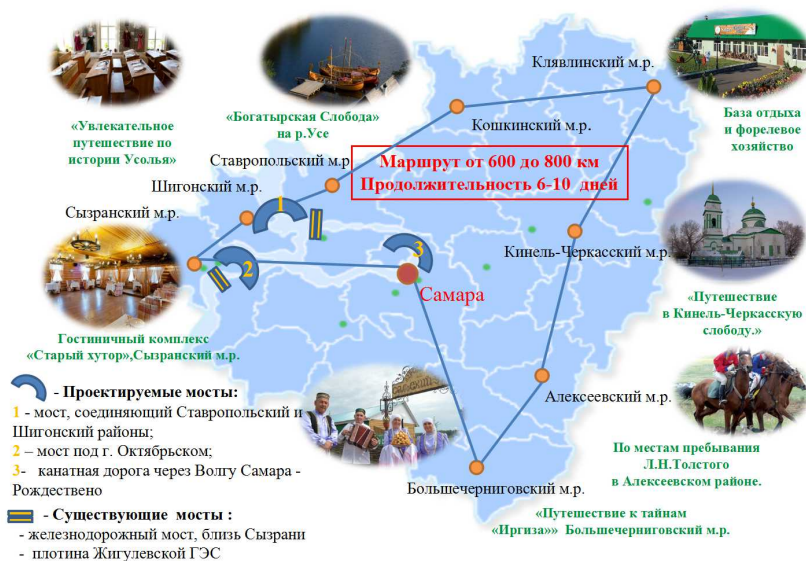 Клявлинский м.р.
База отдыха
и форелевое
хозяйство
«Увлекательное
путешествие по
истории Усолья»
«Богатырская Слобода»
на р.Усе
Кошкинский м.р.
Ставропольский м.р.
Маршрут от 600 до 800 км
Продолжительность 6-10 дней
Шигонский м.р.
1
Сызранский м.р.
2
3
Самара
Кинель-Черкасский м.р.
«Путешествие
в Кинель-Черкасскую
слободу.»
Гостиничный комплекс
«Старый хутор»,Сызранский м.р.
- Проектируемые мосты:
1 - мост, соединяющий Ставропольский и
Шигонский районы;
2 – мост под г. Октябрьском;
3- канатная дорога через Волгу Самара -
Рождествено
- Существующие мосты :
- железнодорожный мост, близь Сызрани
- плотина Жигулевской ГЭС
Алексеевский м.р.
По местам пребывания
Л.Н.Толстого
в Алексеевском районе.
Большечерниговский м.р.
«Путешествие к тайнам
«Иргиза»» Большечерниговский м.р.